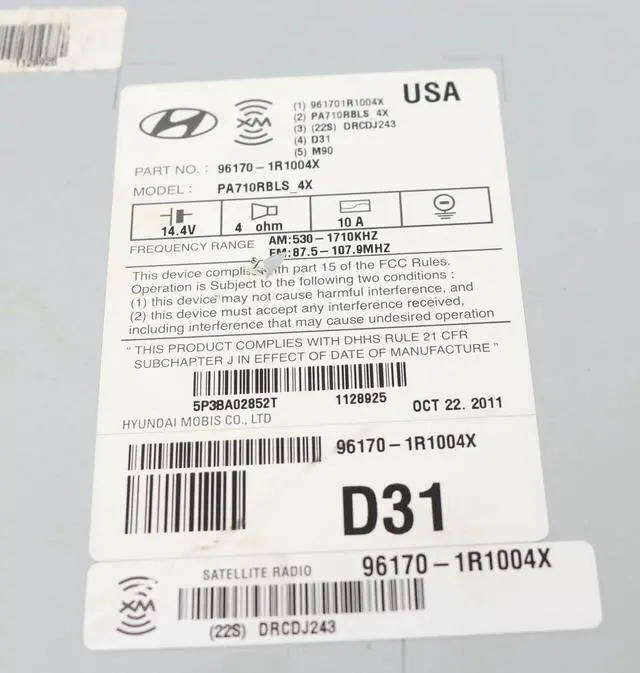 1128925
USA
XM
(1) 961701R1004X
(2) PA710RBLS_4X
(3) (22S) DRCDJ243
(4) D31
(5) M90
PART NO. : 96170-1R1004X
MODEL : PA710RBLS_4X
14.4V 4 ohm 10 A
FREQUENCY RANGE AM:530-1710KHZ
FM:87.5-107.9MHZ
This device complies with part 15 of the FCC Rules.
Operation is Subject to the following two conditions :
(1) this device may not cause harmful interference, and
(2) this device must accept any interference received,
including interference that may cause undesired operation
" THIS PRODUCT COMPLIES WITH DHHS RULE 21 CFR
SUBCHAPTER J IN EFFECT OF DATE OF MANUFACTURE "
5P3BA02852T 1128925 OCT 22. 2011
HYUNDAI MOBIS CO., LTD
96170-1R1004X
D31
SATELLITE RADIO 96170-1R1004X
XM
(22S) DRCDJ243